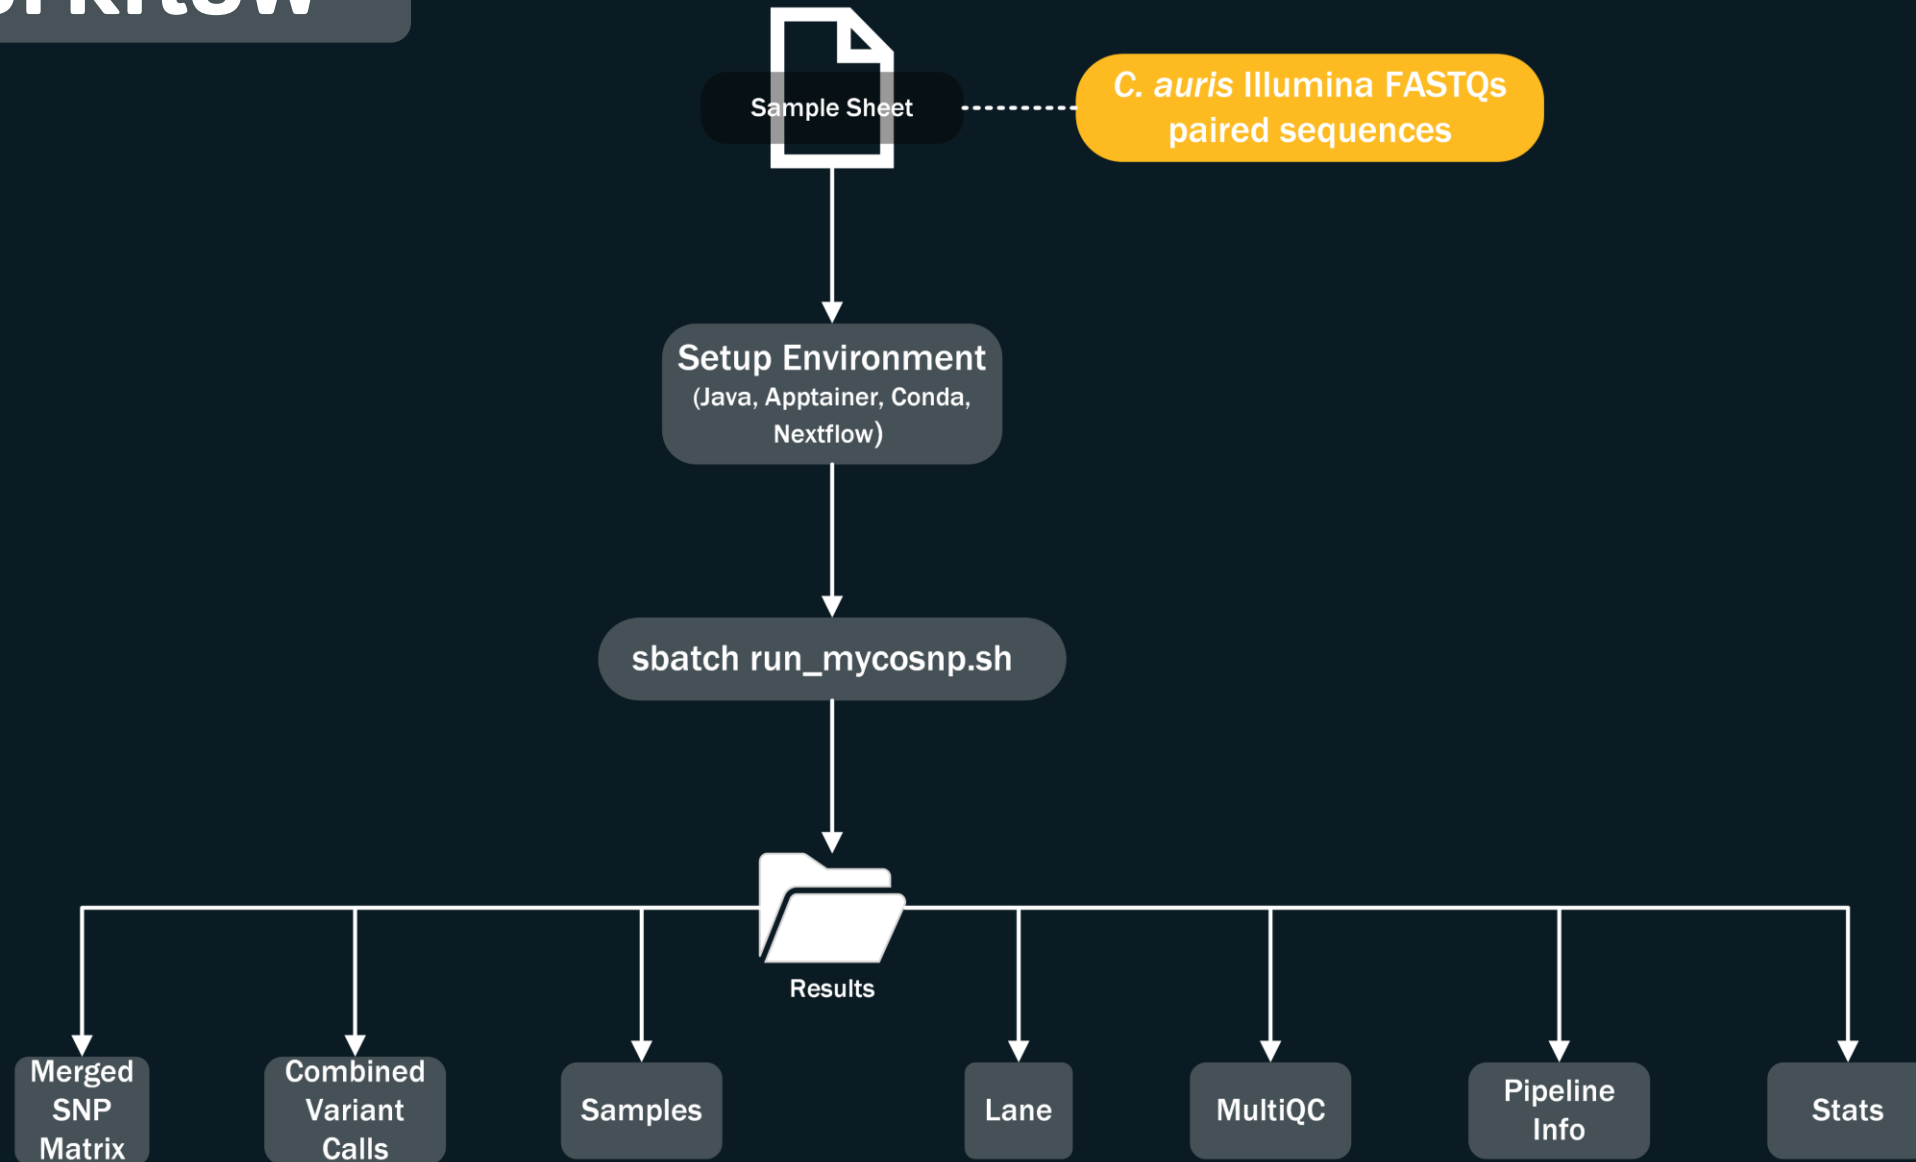 Sample Sheet
C. auris Illumina FASTQs
paired sequences
Setup Environment
(Java, Apptainer, Conda,
Nextflow)
sbatch run_mycosnp.sh
Results
Merged
SNP
Matrix
Combined
Variant
Calls
Samples
Lane
MultiQC
Pipeline
Info
Stats